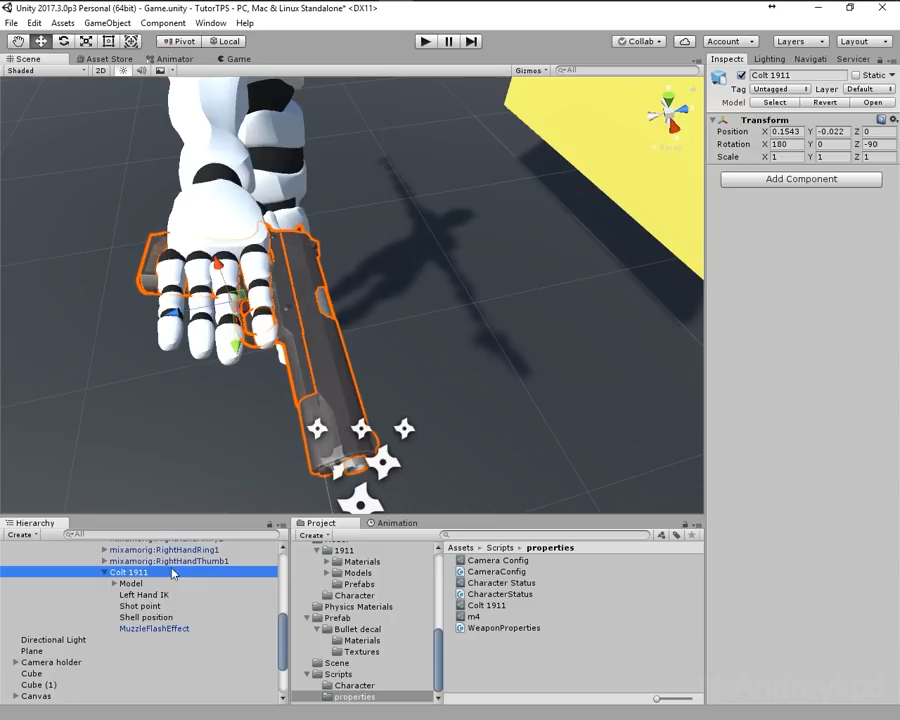 Unity 2017.3.0p3 Personal (64bit) - Game.unity - TutorTPS - PC, Mac & Linux Standalone* <DX11>
File Edit Assets GameObject Component Window Help
Pivot Local Collab Account Layers Layout
Scene Asset Store Animator Game
Shaded 2D Gizmos All
Inspect Lighting Navigati Services
Colt 1911 Static
Tag Untagged Layer Default
Model Select Revert Open
Transform
Position X 0.1543 Y -0.022 Z 0
Rotation X 180 Y 0 Z -90
Scale X 1 Y 1 Z 1
Add Component
Hierarchy
Create All
mixamorig:RightHandRing1
mixamorig:RightHandThumb1
Colt 1911
Model
Left Hand IK
Shot point
Shell position
MuzzleFlashEffect
Directional Light
Plane
Camera holder
Cube
Cube (1)
Canvas
Project Animation
Create
1911
Materials
Models
Prefabs
Character
Physics Materials
Prefab
Bullet decal
Materials
Textures
Scene
Scripts
Character
properties
Assets Scripts properties
Camera Config
CameraConfig
Character Status
CharacterStatus
Colt 1911
m4
WeaponProperties